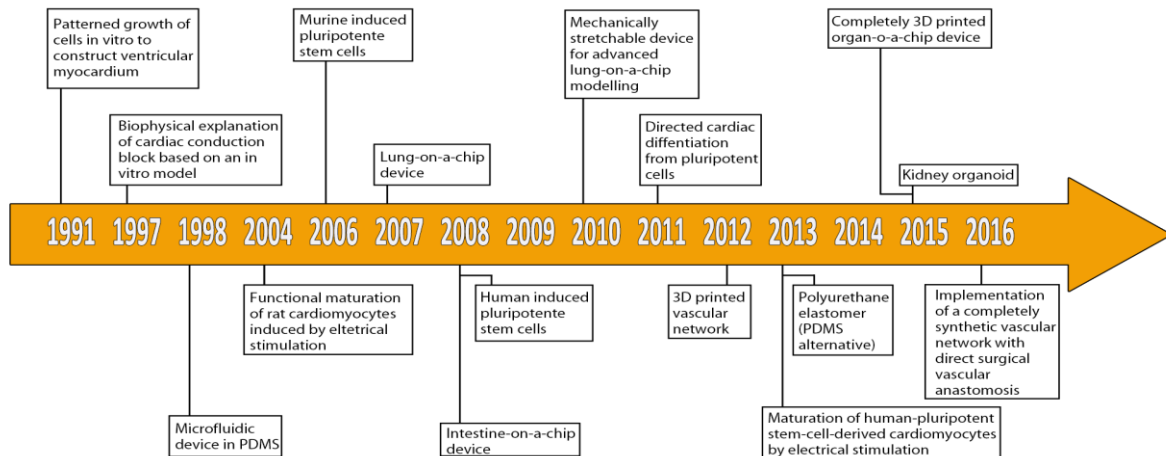 Patterned growth of
cells in vitro to
construct ventricular
myocardium
Murine induced
pluripotente
stem cells
Mechanically
stretchable device
for advanced
lung-on-a-chip
modelling
Completely 3D printed
organ-o-a-chip device
Biophysical explanation
of cardiac conduction
block based on an in
vitro model
Lung-on-a-chip
device
Directed cardiac
diffentiation
from pluripotent
cells
Kidney organoid
1991 1997 1998 2004 2006 2007 2008 2009 2010 2011 2012 2013 2014 2015 2016
Functional maturation
of rat cardiomyocytes
induced by eltetrical
stimulation
Human induced
pluripotente
stem cells
3D printed
vascular
network
Polyurethane
elastomer
(PDMS
alternative)
Implementation
of a completely
synthetic vascular
network with
direct surgical
vascular
anastomosis
Microfluidic
device in PDMS
Intestine-on-a-chip
device
Maturation of human-pluripotent
stem-cell-derived cardiomyocytes
by electrical stimulation